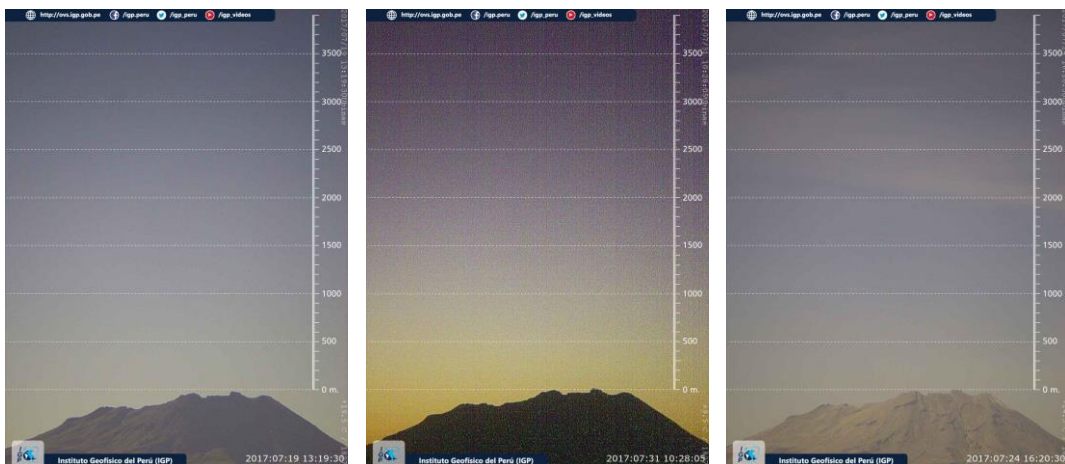 http://ovs.igp.gob.pe /igp.peru /igp_peru /igp_videos
3500
3000
2500
2000
1500
1000
500
0 m.
Instituto Geofísico del Perú (IGP)
2017:07:19 13:19:30
http://ovs.igp.gob.pe /igp.peru /igp_peru /igp_videos
3500
3000
2500
2000
1500
1000
500
0 m.
Instituto Geofísico del Perú (IGP)
2017:07:31 10:28:05
http://ovs.igp.gob.pe /igp.peru /igp_peru /igp_videos
3500
3000
2500
2000
1500
1000
500
0 m.
Instituto Geofísico del Perú (IGP)
2017:07:24 16:20:30